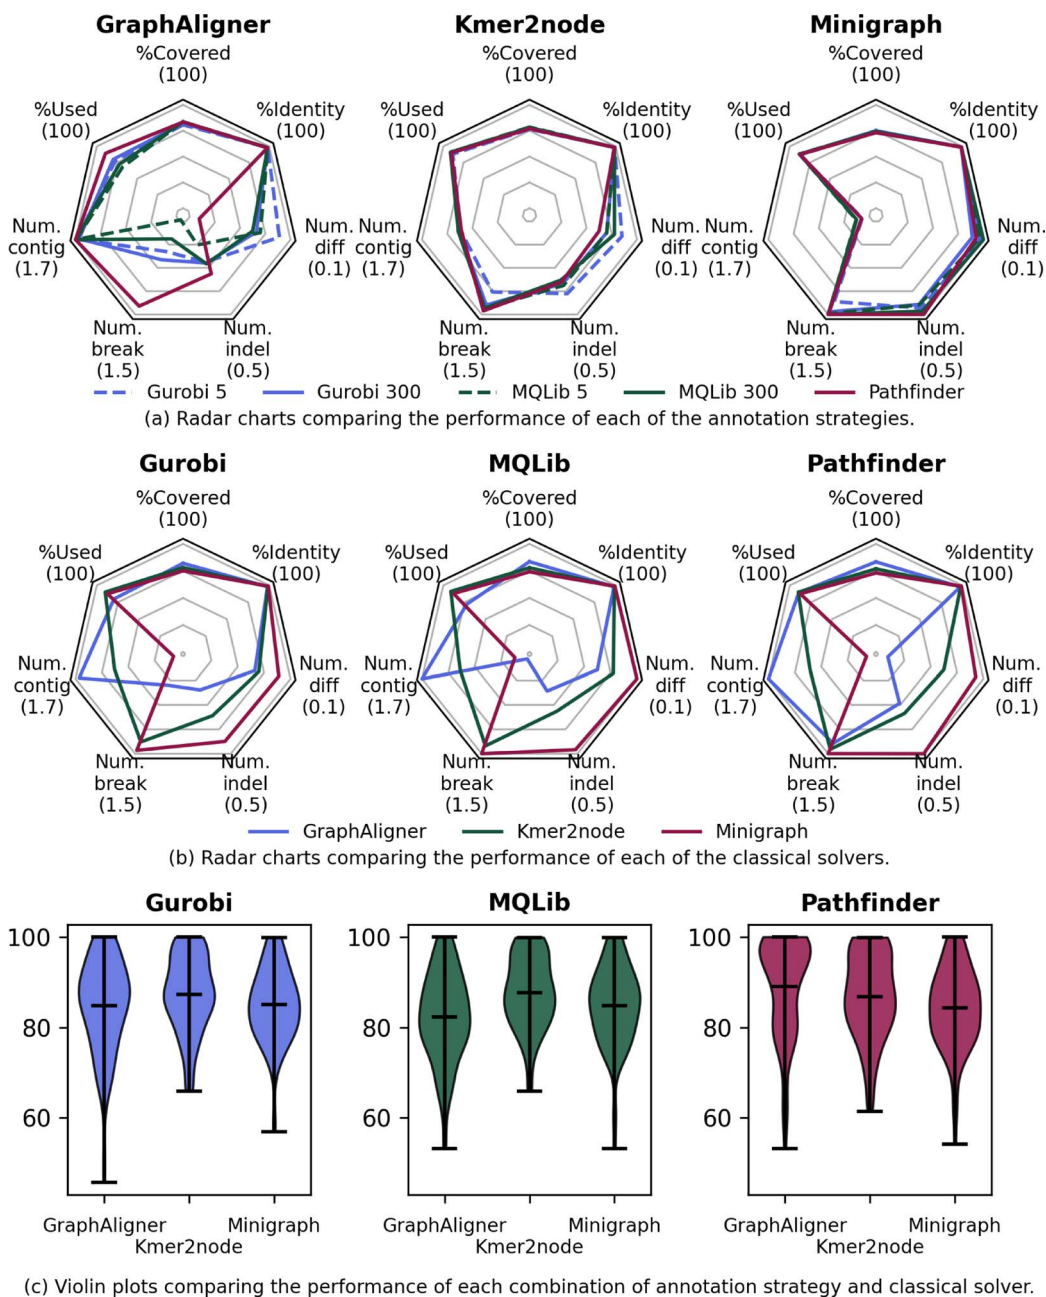 GraphAligner
Kmer2node
Minigraph
%Covered
(100)
%Covered
(100)
%Covered
(100)
%Used
(100)
%Identity
(100)
%Used
(100)
%Identity
(100)
%Used
(100)
%Identity
(100)
Num.
contig
(1.7)
Num.
diff
(0.1)
Num.
contig
(1.7)
Num.
diff
(0.1)
Num.
contig
(1.7)
Num.
diff
(0.1)
Num.
break
(1.5)
Num.
indel
(0.5)
Num.
break
(1.5)
Num.
indel
(0.5)
Num.
break
(1.5)
Num.
indel
(0.5)
Gurobi 5
Gurobi 300
MQLib 5
MQLib 300
Pathfinder
(a) Radar charts comparing the performance of each of the annotation strategies.
Gurobi
MQLib
Pathfinder
%Covered
(100)
%Covered
(100)
%Covered
(100)
%Used
(100)
%Identity
(100)
%Used
(100)
%Identity
(100)
%Used
(100)
%Identity
(100)
Num.
contig
(1.7)
Num.
diff
(0.1)
Num.
contig
(1.7)
Num.
diff
(0.1)
Num.
contig
(1.7)
Num.
diff
(0.1)
Num.
break
(1.5)
Num.
indel
(0.5)
Num.
break
(1.5)
Num.
indel
(0.5)
Num.
break
(1.5)
Num.
indel
(0.5)
GraphAligner
Kmer2node
Minigraph
(b) Radar charts comparing the performance of each of the classical solvers.
Gurobi
MQLib
Pathfinder
100
80
60
100
80
60
100
80
60
GraphAligner
Minigraph
Kmer2node
GraphAligner
Minigraph
Kmer2node
GraphAligner
Minigraph
Kmer2node
(c) Violin plots comparing the performance of each combination of annotation strategy and classical solver.